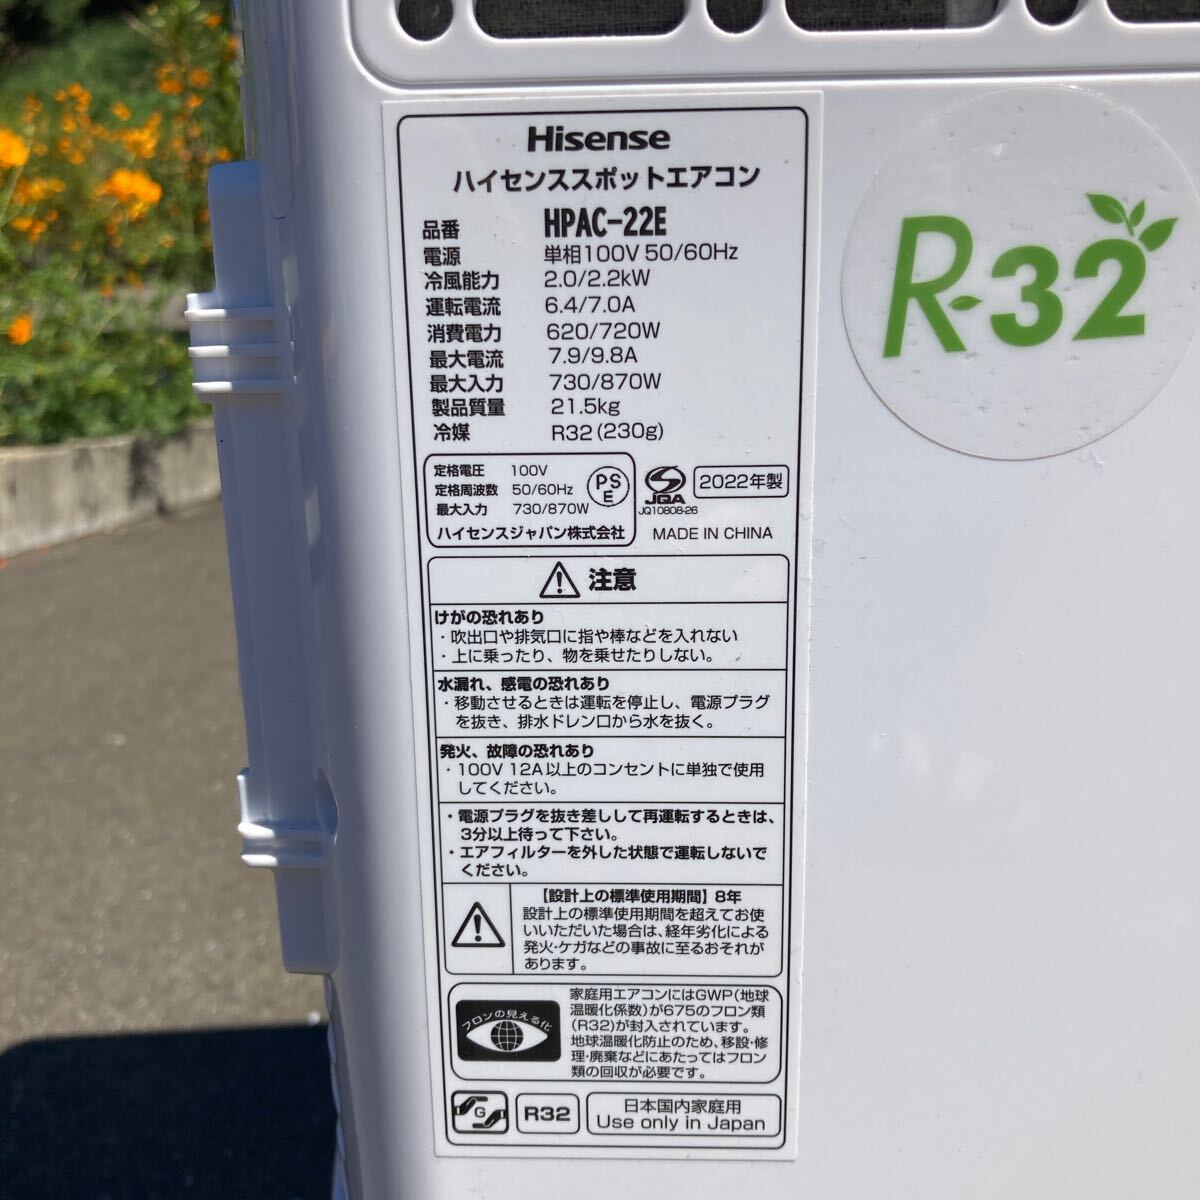 Hisense
ハイセンススポットエアコン
品番 HPAC-22E
電源 単相100V 50/60Hz
冷風能力 2.0/2.2kW
運転電流 6.4/7.0A
消費電力 620/720W
最大電流 7.9/9.8A
最大入力 730/870W
製品質量 21.5kg
冷媒 R32(230g)
定格電圧 100V
定格周波数 50/60Hz
最大入力 730/870W
ハイセンスジャパン株式会社
PS
E
JQA
JQ10808-26
2022年製
MADE IN CHINA
注意
けがの恐れあり
・吹出口や排気口に指や棒などを入れない
・上に乗ったり、物を乗せたりしない。
水漏れ、感電の恐れあり
・移動させるときは運転を停止し、電源プラグ
を抜き、排水ドレン口から水を抜く。
発火、故障の恐れあり
・100V 12A以上のコンセントに単独で使用
してください。
・電源プラグを抜き差しして再運転するときは、
3分以上待って下さい。
・エアフィルターを外した状態で運転しないで
ください。
【設計上の標準使用期間】8年
設計上の標準使用期間を超えてお使
いいただいた場合は、経年劣化による
発火・ケガなどの事故に至るおそれが
あります。
フロンの見える化
家庭用エアコンにはGWP(地球
温暖化係数)が675のフロン類
(R32)が封入されています。
地球温暖化防止のため、移設・修
理・廃棄などにあたってはフロン
類の回収が必要です。
G
R32
日本国内家庭用
Use only in Japan
R-32